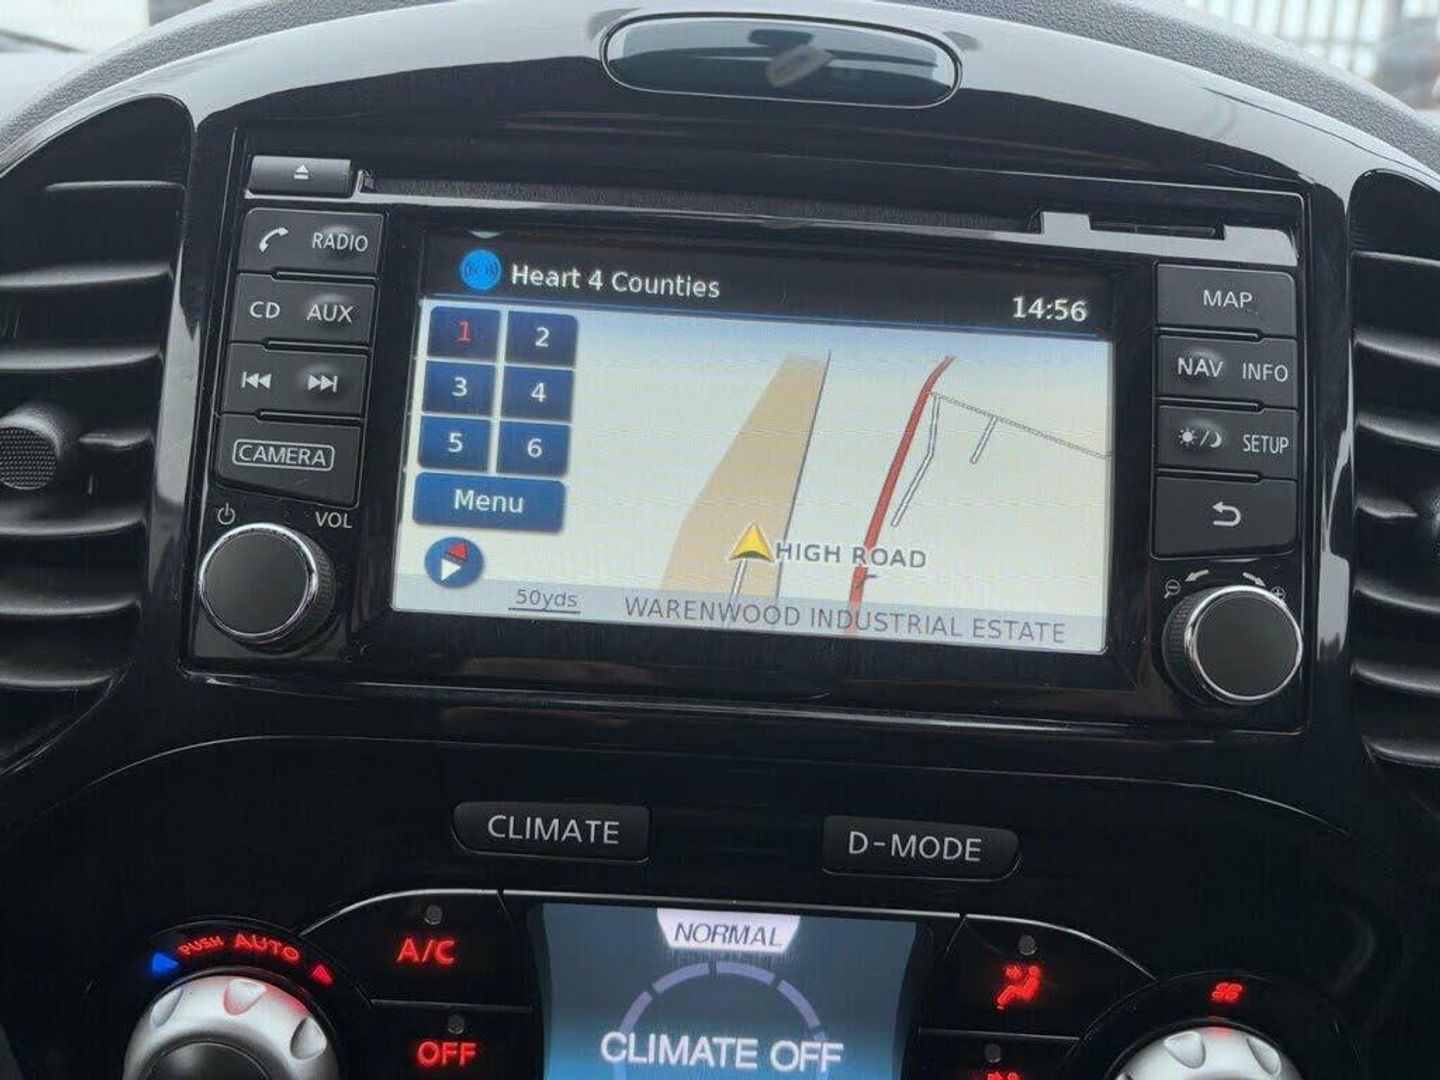 RADIO
CD AUX
CAMERA
VOL
Heart 4 Counties
14:56
1 2
3 4
5 6
Menu
50yds
HIGH ROAD
WARENWOOD INDUSTRIAL ESTATE
MAP
NAV INFO
SETUP
CLIMATE
D-MODE
PUSH AUTO
A/C
OFF
NORMAL
CLIMATE OFF